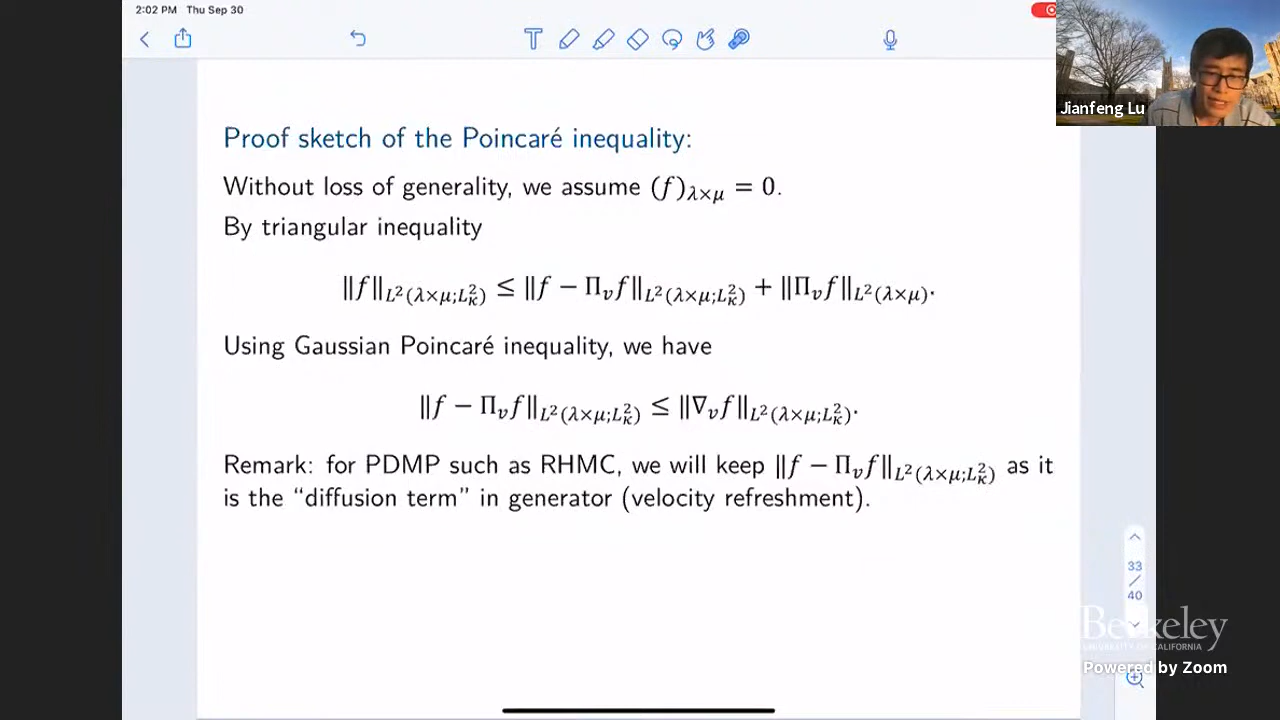 2:02 PM Thu Sep 30
Jianfeng Lu
Proof sketch of the Poincaré inequality:
Without loss of generality, we assume (f)_{λ×μ} = 0.
By triangular inequality
‖f‖_{L²(λ×μ;L²_κ)} ≤ ‖f − Π_v f‖_{L²(λ×μ;L²_κ)} + ‖Π_v f‖_{L²(λ×μ)}.
Using Gaussian Poincaré inequality, we have
‖f − Π_v f‖_{L²(λ×μ;L²_κ)} ≤ ‖∇_v f‖_{L²(λ×μ;L²_κ)}.
Remark: for PDMP such as RHMC, we will keep ‖f − Π_v f‖_{L²(λ×μ;L²_κ)} as it
is the “diffusion term” in generator (velocity refreshment).
33
/
40
Berkeley
UNIVERSITY OF CALIFORNIA
Powered by Zoom